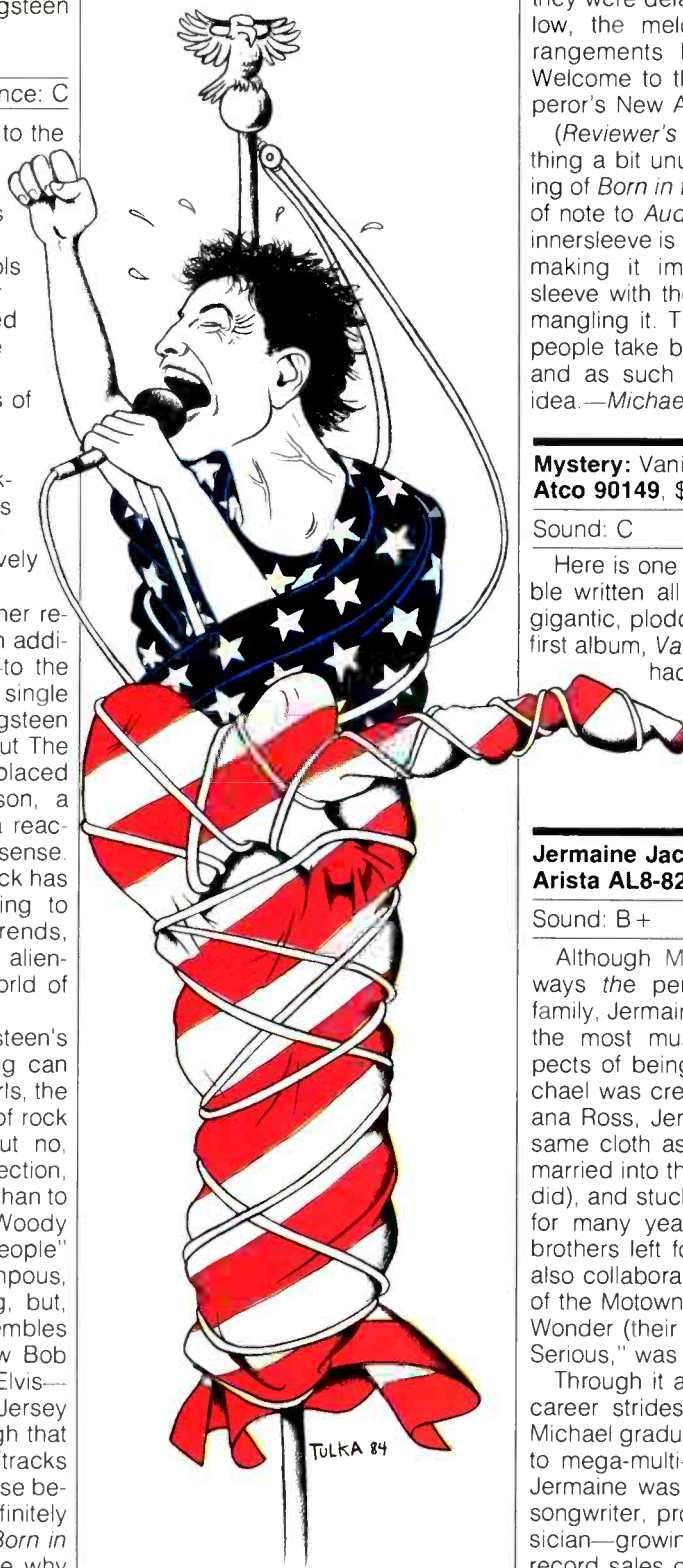 gsteen
nce: C
to the
s
ols
ed
s of
k-
s
vely
her re-
n addi-
to the
single
gsteen
ut The
placed
son, a
a reac-
sense.
ck has
ing to
rends,
alien-
orld of
steen's
g can
rls, the
of rock
ut no,
ection,
han to
Woody
eople"
mpous,
g, but,
embles
w Bob
Elvis—
Jersey
gh that
tracks
se be-
finitely
Born in
e why
TULKA 84
they were dela
low, the melo
rangements l
Welcome to th
peror's New A
(Reviewer's
thing a bit unu
ing of Born in t
of note to Aud
innersleeve is
making it im
sleeve with the
mangling it. T
people take b
and as such
idea.—Michae
Mystery: Vani
Atco 90149, $
Sound: C
Here is one
ble written all
gigantic, plodd
first album, Va
had
Jermaine Jac
Arista AL8-82
Sound: B+
Although M
ways the per
family, Jermain
the most mus
pects of being
chael was cre
ana Ross, Jer
same cloth as
married into th
did), and stuck
for many yea
brothers left fo
also collabora
of the Motown
Wonder (their
Serious," was
Through it a
career strides
Michael gradu
to mega-multi-
Jermaine was
songwriter, pro
sician—growin
record sales o